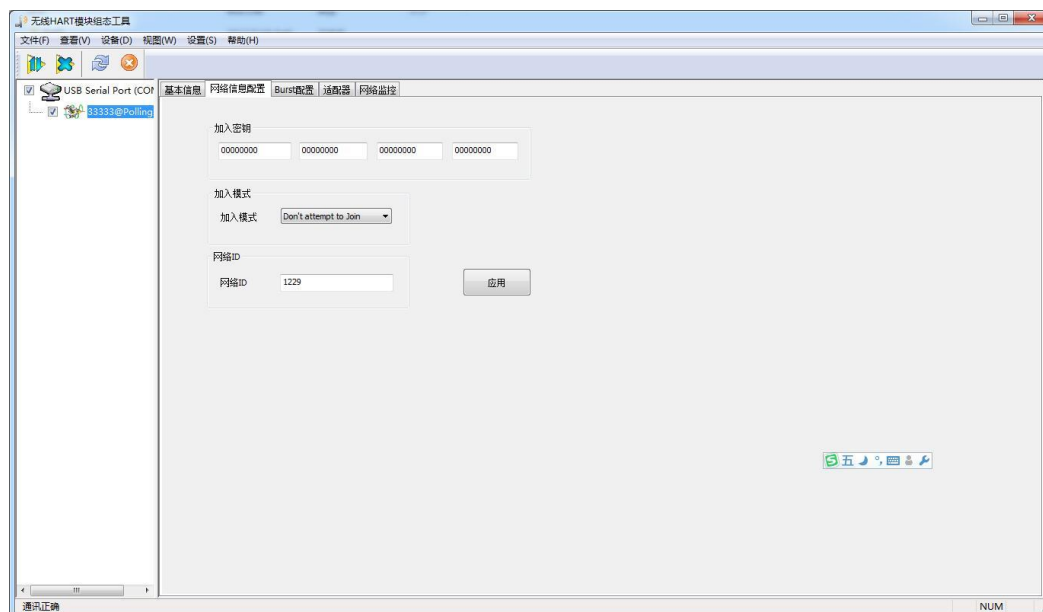 无线HART模块组态工具
文件(F) 查看(V) 设备(D) 视图(W) 设置(S) 帮助(H)
USB Serial Port (COM
33333@Polling
基本信息 网络信息配置 Burst配置 适配器 网络监控
加入密钥
00000000 00000000 00000000 00000000
加入模式
加入模式 Don't attempt to Join
网络ID
网络ID 1229 应用
五
通讯正确 NUM